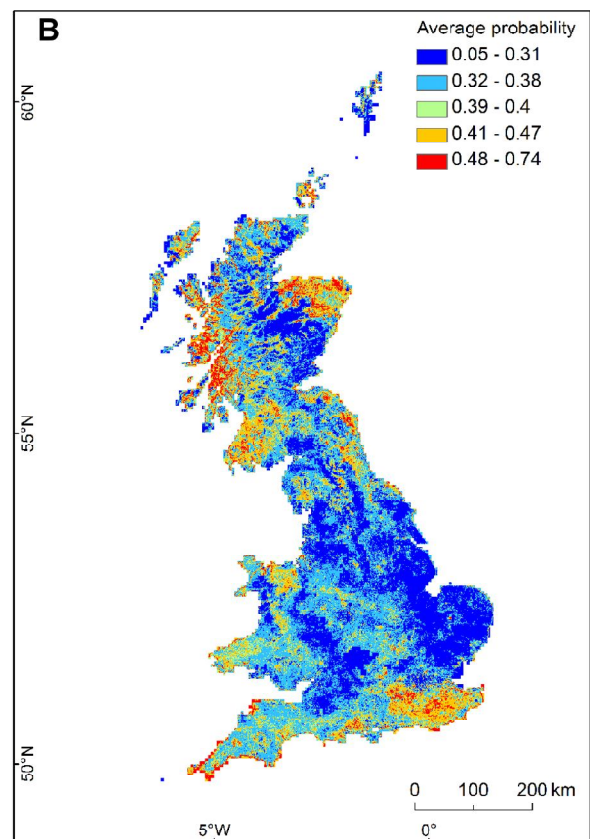 B
Average probability
0.05 - 0.31
0.32 - 0.38
0.39 - 0.4
0.41 - 0.47
0.48 - 0.74
60°N
55°N
50°N
0 100 200 km
5°W 0°